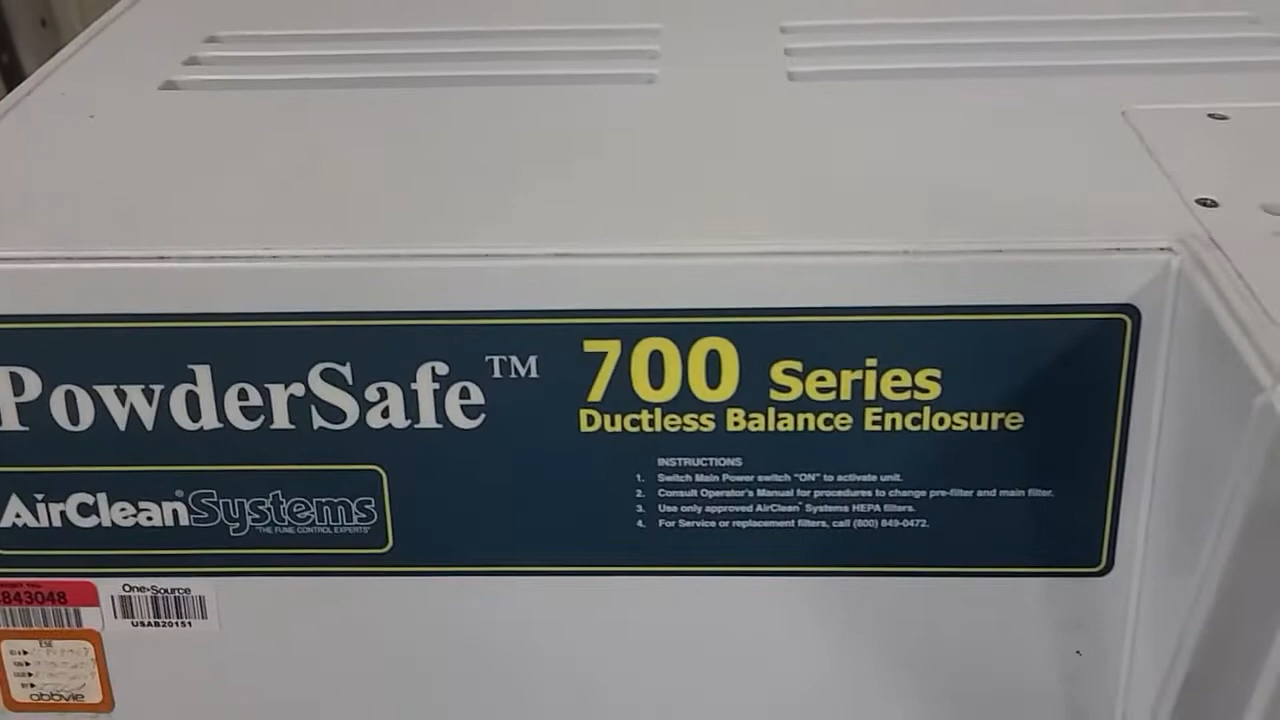 PowderSafe™
700 Series
Ductless Balance Enclosure
INSTRUCTIONS
1. Switch Main Power switch "ON" to activate unit.
2. Consult Operator's Manual for procedures to change pre-filter and main filter.
3. Use only approved AirClean® Systems HEPA filters.
4. For Service or replacement filters, call (800) 849-0472.
AirClean®Systems
"THE FUME CONTROL EXPERTS"
843048
One▸Source
USAB20151
ESE
ID#▶
BY▶
abbvie